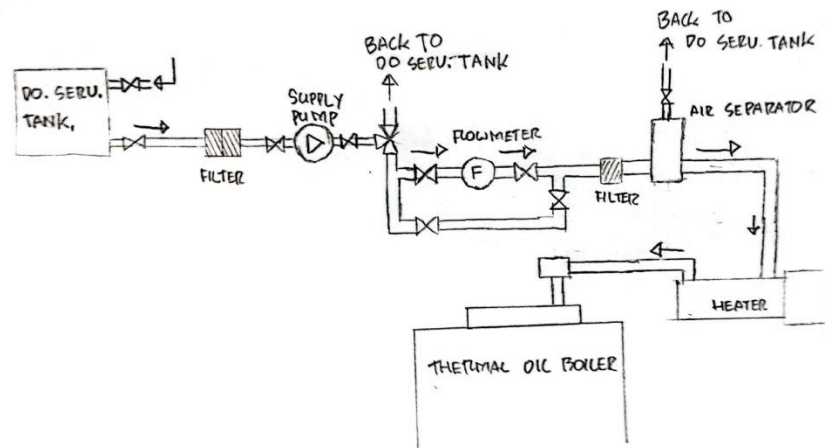 DO. SERV.
TANK,
FILTER
SUPPLY
PUMP
BACK TO
DO SERV. TANK
FLOWMETER
F
FILTER
BACK TO
DO SERV. TANK
AIR SEPARATOR
HEATER
THERMAL OIL BOILER